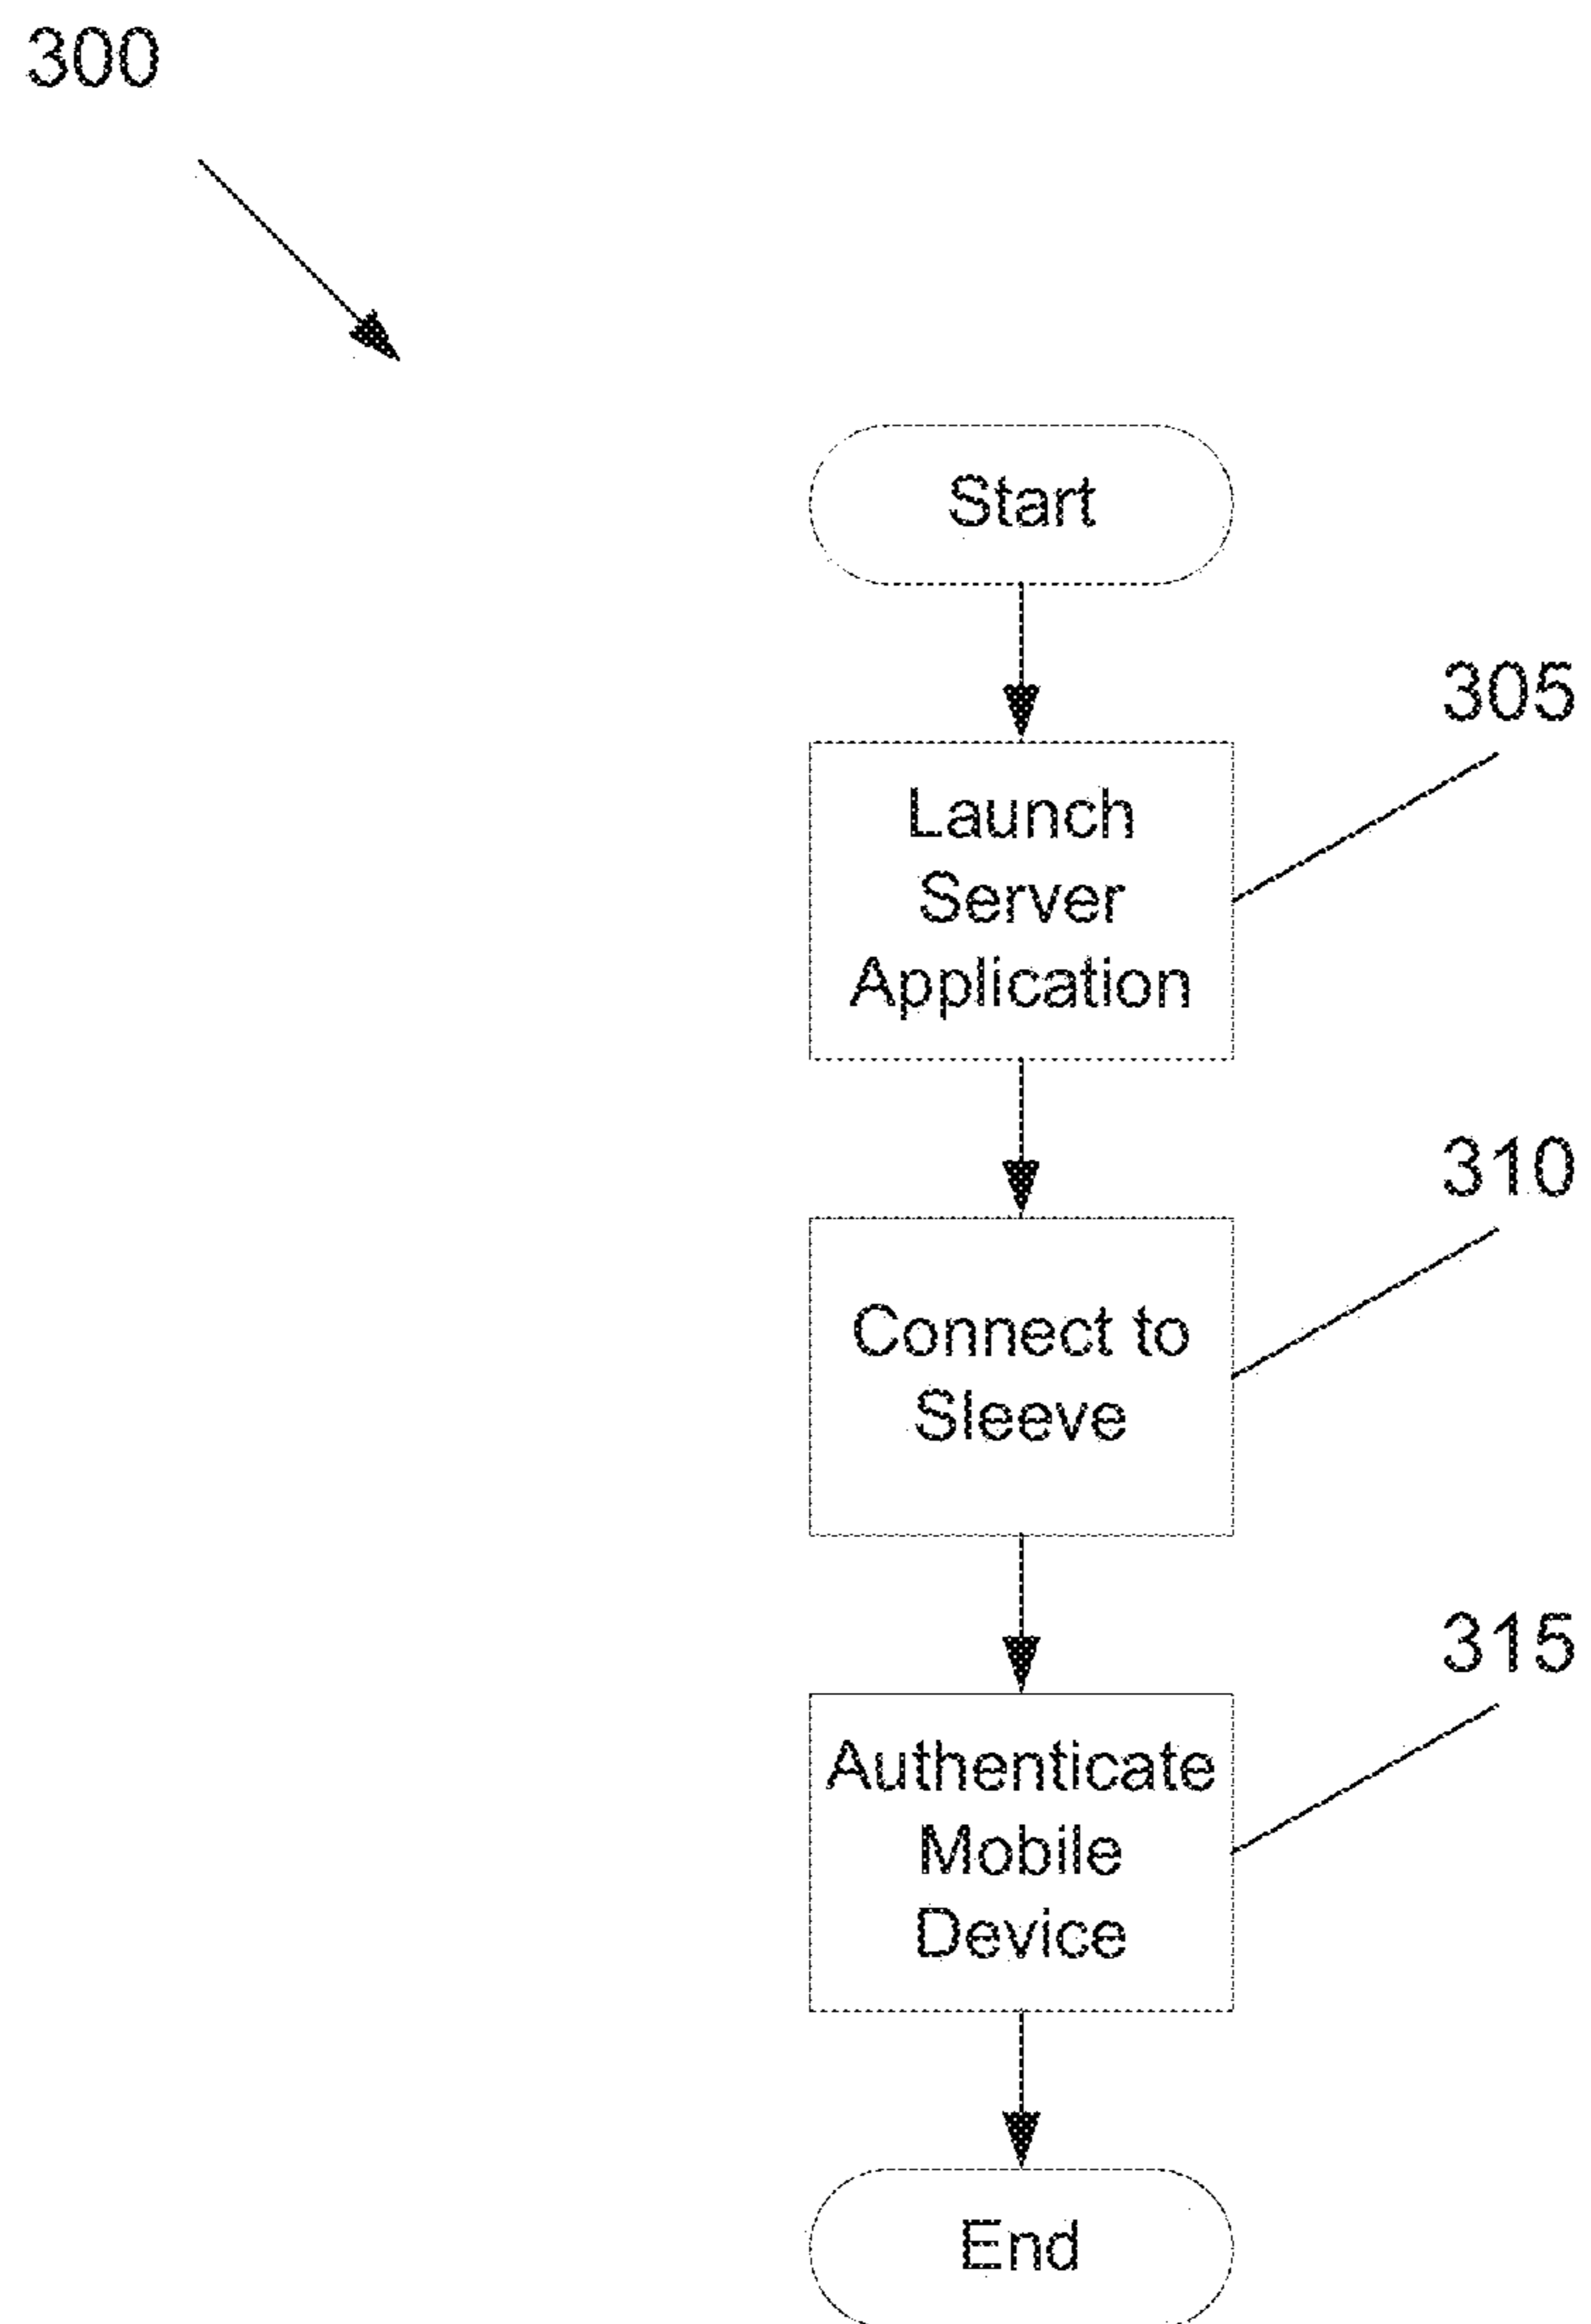 300
Start
305
Launch
Server
Application
310
Connect to
Sleeve
315
Authenticate
Mobile
Device
End